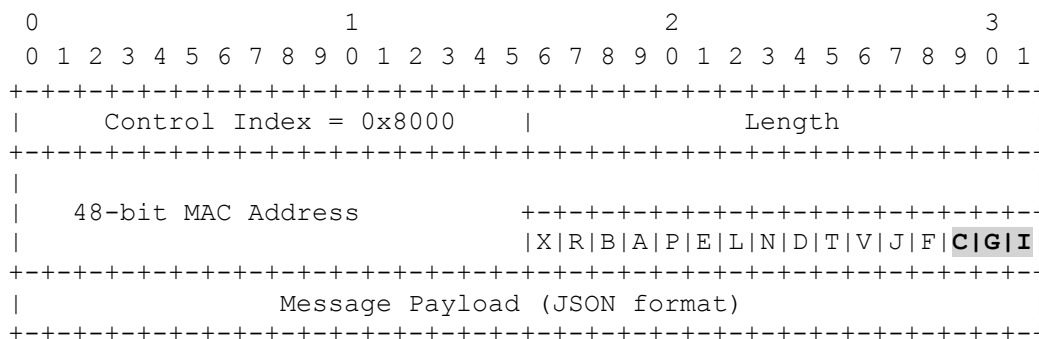 0                   1                   2                   3
0 1 2 3 4 5 6 7 8 9 0 1 2 3 4 5 6 7 8 9 0 1 2 3 4 5 6 7 8 9 0 1
+-+-+-+-+-+-+-+-+-+-+-+-+-+-+-+-+-+-+-+-+-+-+-+-+-+-+-+-+-+-+-+--
|     Control Index = 0x8000    |             Length
+-+-+-+-+-+-+-+-+-+-+-+-+-+-+-+-+-+-+-+-+-+-+-+-+-+-+-+-+-+-+-+--
|
|   48-bit MAC Address          +-+-+-+-+-+-+-+-+-+-+-+-+-+-+-+--
|                               |X|R|B|A|P|E|L|N|D|T|V|J|F|C|G|I
+-+-+-+-+-+-+-+-+-+-+-+-+-+-+-+-+-+-+-+-+-+-+-+-+-+-+-+-+-+-+-+--
|                Message Payload (JSON format)
+-+-+-+-+-+-+-+-+-+-+-+-+-+-+-+-+-+-+-+-+-+-+-+-+-+-+-+-+-+-+-+--